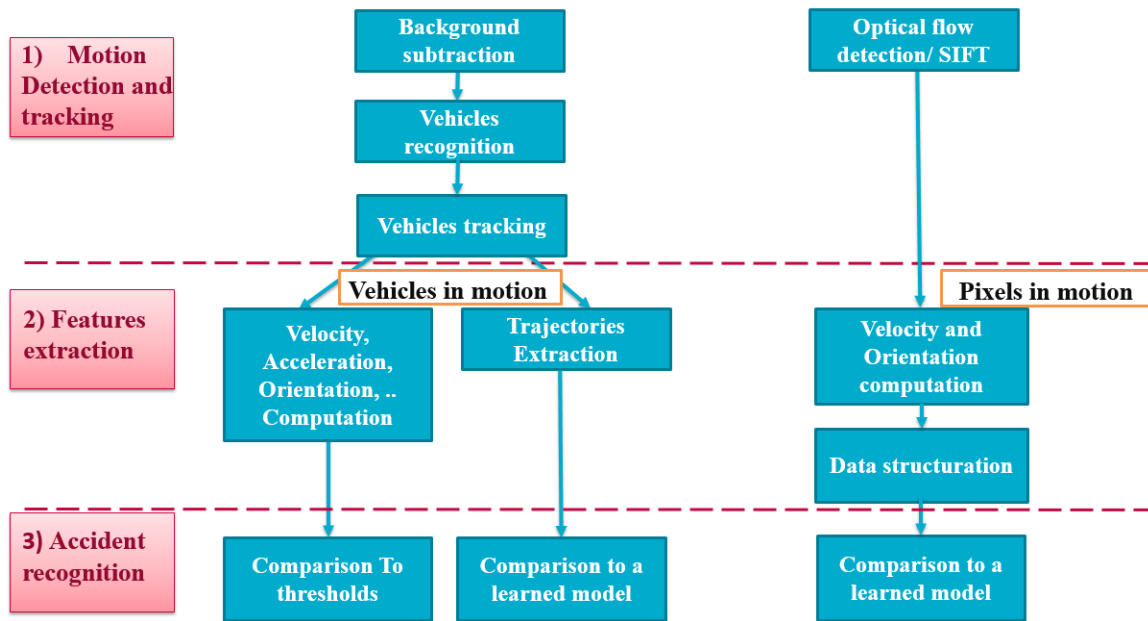 1) Motion
Detection and
tracking
Background
subtraction
Optical flow
detection/ SIFT
Vehicles
recognition
Vehicles tracking
Vehicles in motion
Pixels in motion
2) Features
extraction
Velocity,
Acceleration,
Orientation, ..
Computation
Trajectories
Extraction
Velocity and
Orientation
computation
Data structuration
3) Accident
recognition
Comparison To
thresholds
Comparison to a
learned model
Comparison to a
learned model